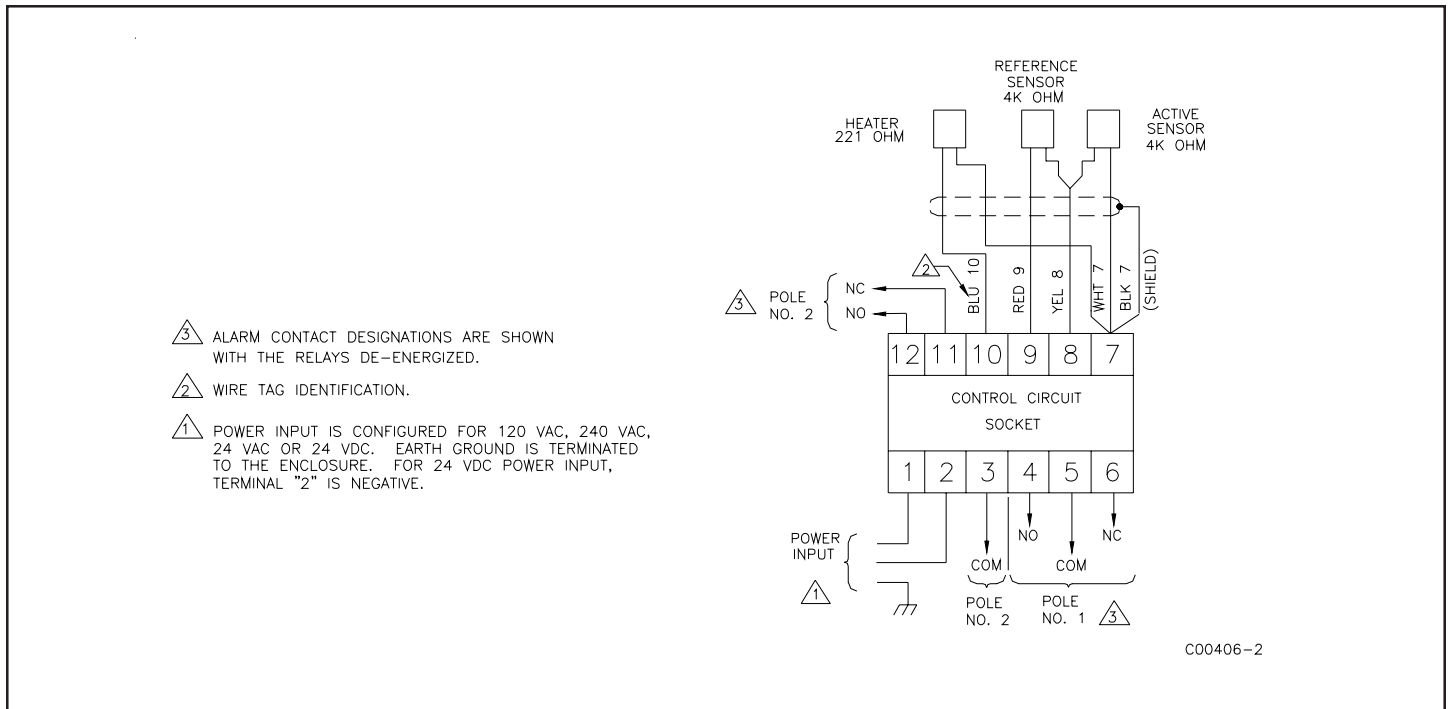 REFERENCE
SENSOR
4K OHM
HEATER
221 OHM
ACTIVE
SENSOR
4K OHM
2
BLU 10
RED 9
YEL 8
WHT 7
BLK 7
(SHIELD)
3
POLE
NO. 2
NC
NO
12 11 10 9 8 7
CONTROL CIRCUIT
SOCKET
1 2 3 4 5 6
3 ALARM CONTACT DESIGNATIONS ARE SHOWN
WITH THE RELAYS DE-ENERGIZED.
2 WIRE TAG IDENTIFICATION.
1 POWER INPUT IS CONFIGURED FOR 120 VAC, 240 VAC,
24 VAC OR 24 VDC. EARTH GROUND IS TERMINATED
TO THE ENCLOSURE. FOR 24 VDC POWER INPUT,
TERMINAL "2" IS NEGATIVE.
POWER
INPUT
1
NO
NC
COM
COM
POLE
NO. 2
POLE
NO. 1
3
C00406-2